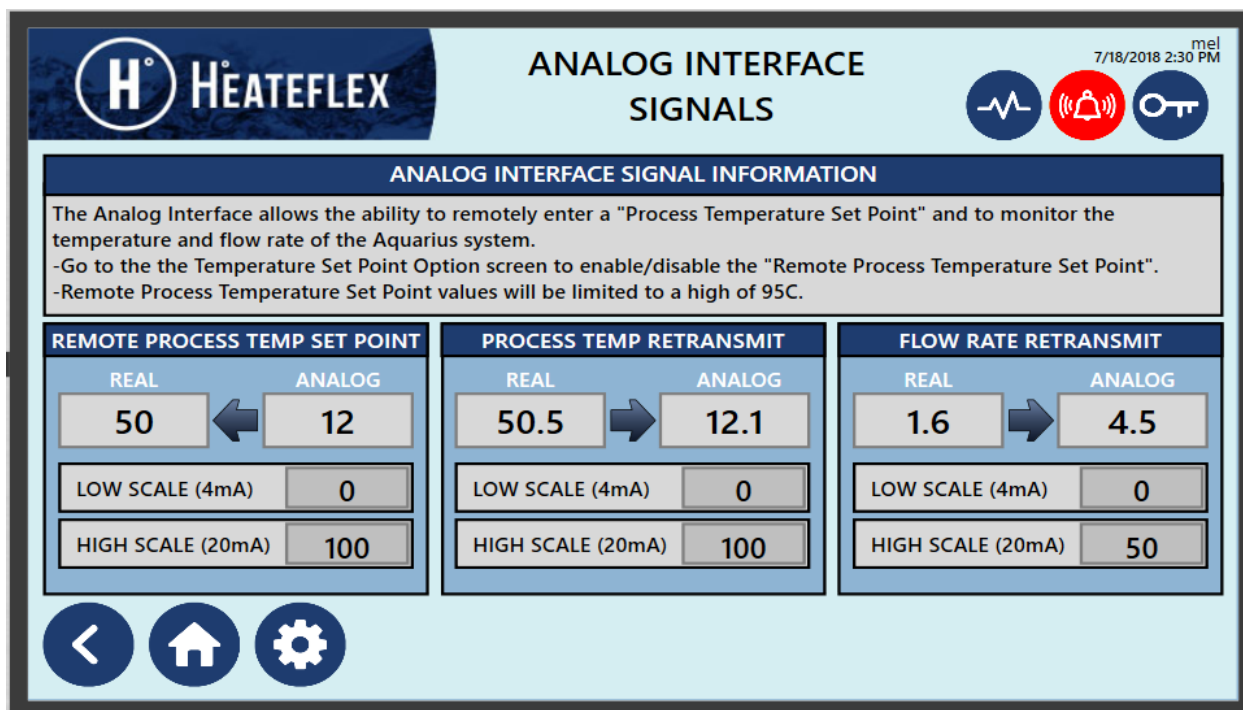 H° HEATEFLEX
ANALOG INTERFACE
SIGNALS
mel
7/18/2018 2:30 PM
ANALOG INTERFACE SIGNAL INFORMATION
The Analog Interface allows the ability to remotely enter a "Process Temperature Set Point" and to monitor the
temperature and flow rate of the Aquarius system.
-Go to the the Temperature Set Point Option screen to enable/disable the "Remote Process Temperature Set Point".
-Remote Process Temperature Set Point values will be limited to a high of 95C.
REMOTE PROCESS TEMP SET POINT
REAL ANALOG
50 12
LOW SCALE (4mA) 0
HIGH SCALE (20mA) 100
PROCESS TEMP RETRANSMIT
REAL ANALOG
50.5 12.1
LOW SCALE (4mA) 0
HIGH SCALE (20mA) 100
FLOW RATE RETRANSMIT
REAL ANALOG
1.6 4.5
LOW SCALE (4mA) 0
HIGH SCALE (20mA) 50